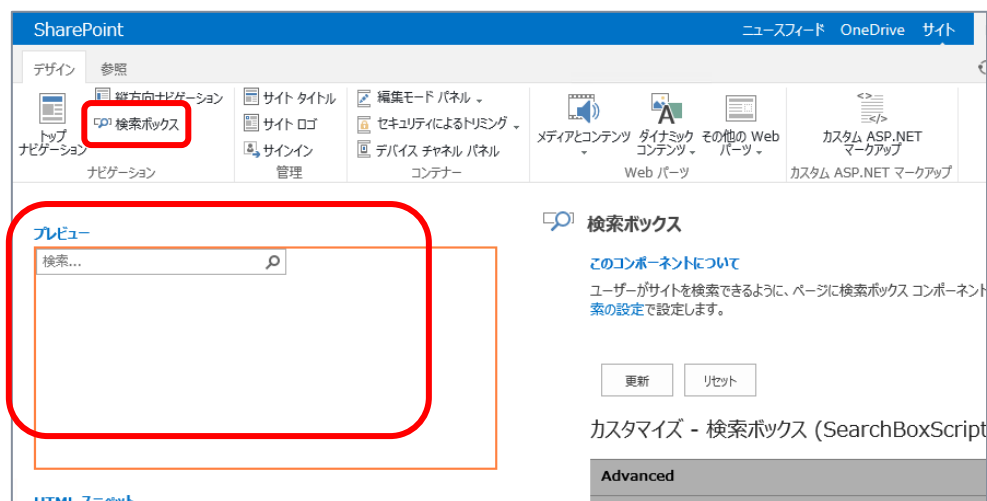 SharePoint
ニュースフィード OneDrive サイト
デザイン 参照
縦方向ナビゲーション
検索ボックス
トップ
ナビゲーション
ナビゲーション
サイト タイトル
サイト ロゴ
サインイン
管理
編集モード パネル
セキュリティによるトリミング
デバイス チャネル パネル
コンテナー
メディアとコンテンツ
ダイナミック
コンテンツ
その他の Web
パーツ
Web パーツ
カスタム ASP.NET
マークアップ
カスタム ASP.NET マークアップ
プレビュー
検索...
検索ボックス
このコンポーネントについて
ユーザーがサイトを検索できるように、ページに検索ボックス コンポーネント
索の設定で設定します。
更新 リセット
カスタマイズ - 検索ボックス (SearchBoxScript
Advanced
HTML スニペット